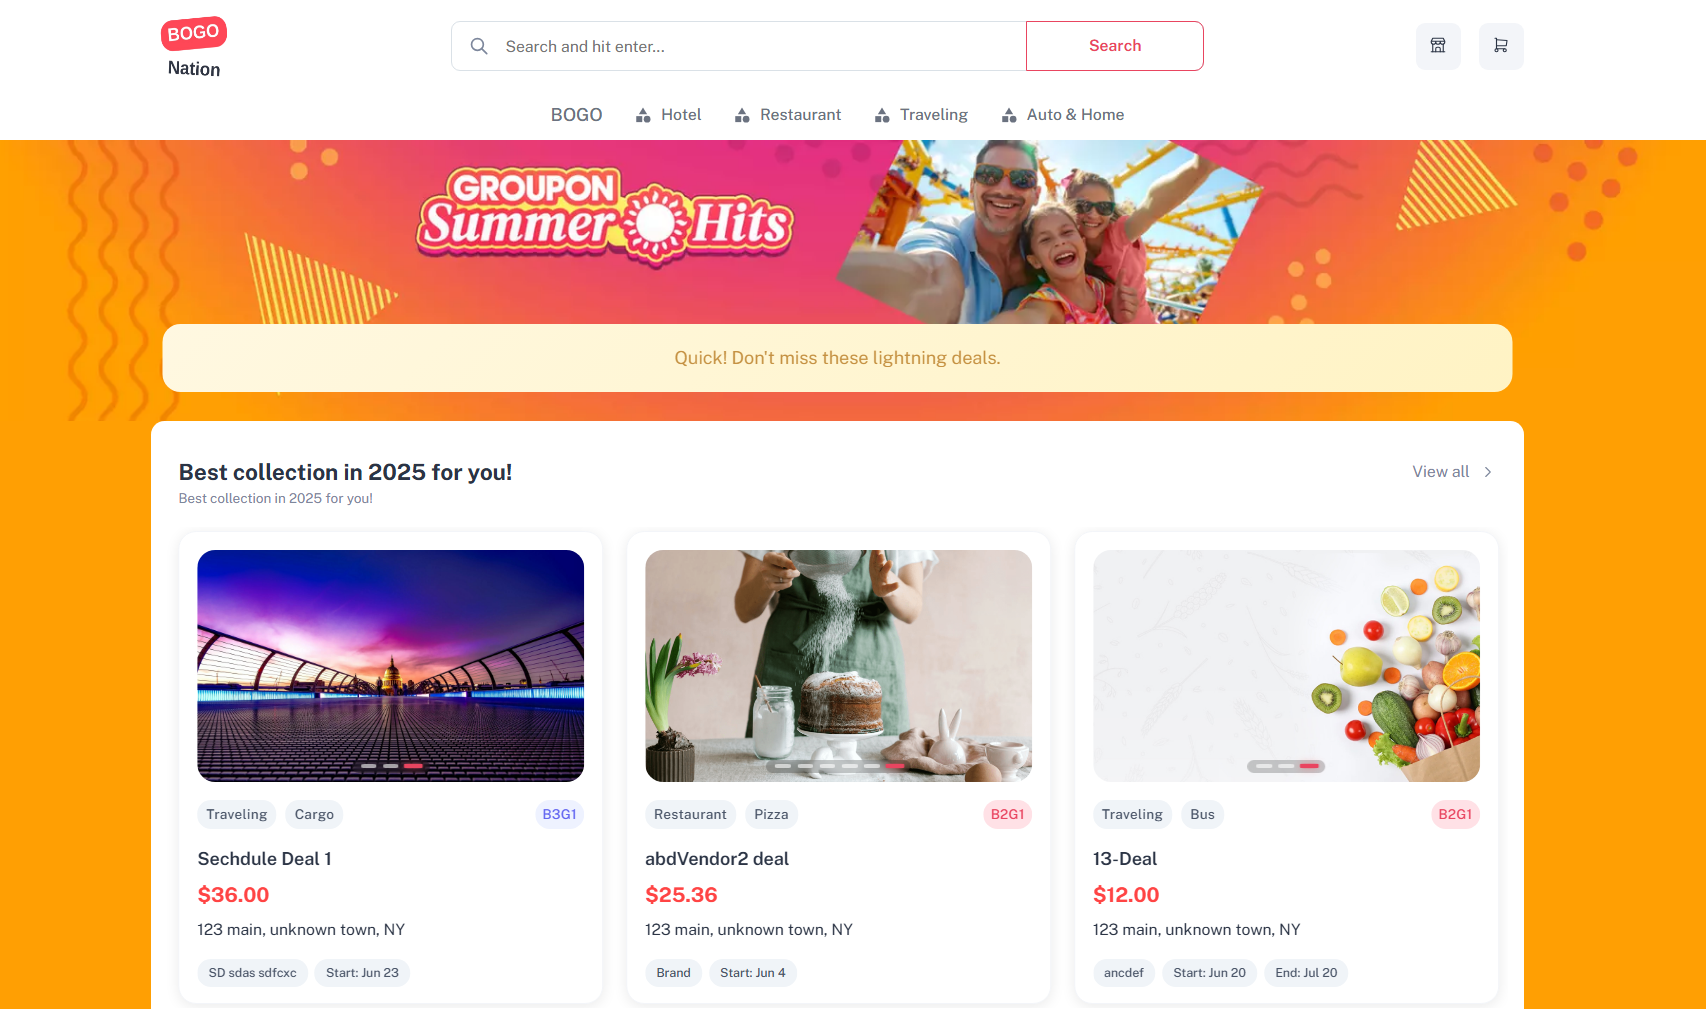 BOGO
Nation
Search and hit enter...
Search
BOGO
Hotel
Restaurant
Traveling
Auto & Home
GROUPON
Summer Hits
Quick! Don't miss these lightning deals.
Best collection in 2025 for you!
View all
Best collection in 2025 for you!
Traveling
Cargo
B3G1
Sechdule Deal 1
$36.00
123 main, unknown town, NY
SD sdas sdfcxc
Start: Jun 23
Restaurant
Pizza
B2G1
abdVendor2 deal
$25.36
123 main, unknown town, NY
Brand
Start: Jun 4
Traveling
Bus
B2G1
13-Deal
$12.00
123 main, unknown town, NY
ancdef
Start: Jun 20
End: Jul 20